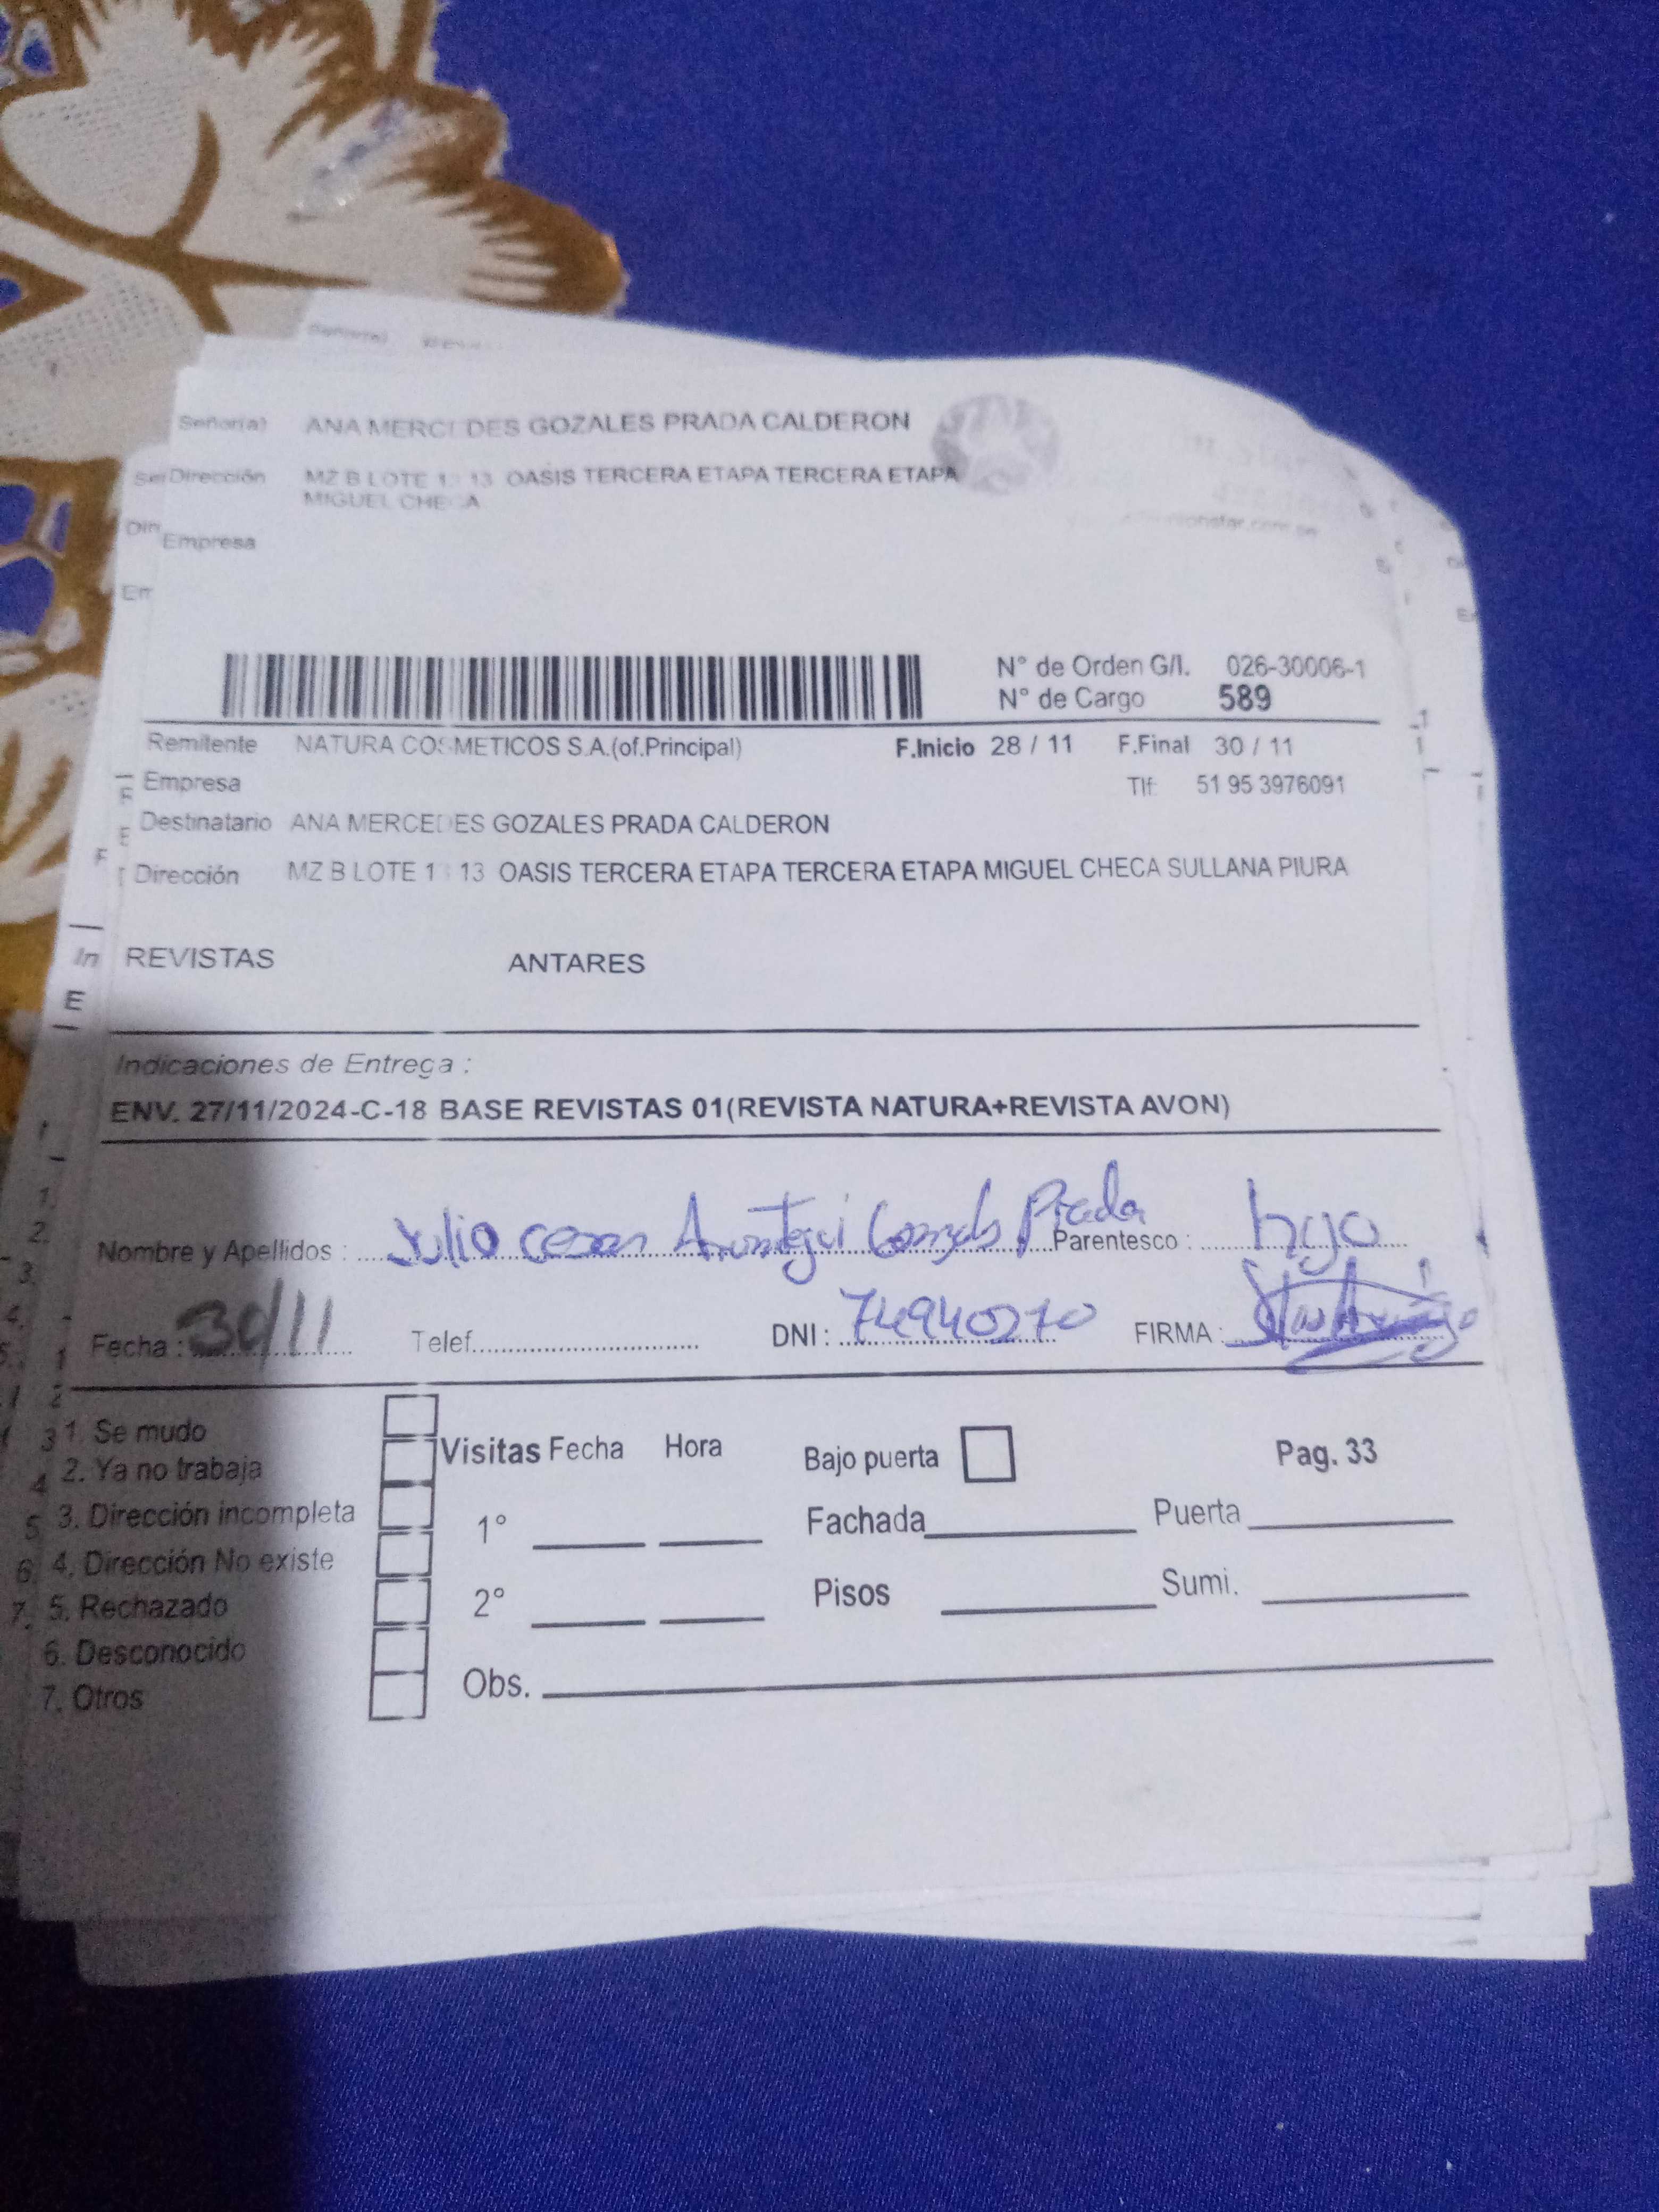 Señor(a) ANA MERCEDES GOZALES PRADA CALDERON
Dirección MZ B LOTE 13 13 OASIS TERCERA ETAPA TERCERA ETAPA
MIGUEL CHECA
Empresa
N° de Orden G/I. 026-30006-1
N° de Cargo 589
Remitente NATURA COSMETICOS S.A.(of.Principal) F.Inicio 28 / 11 F.Final 30 / 11
Empresa Tlf: 51 95 3976091
Destinatario ANA MERCEDES GOZALES PRADA CALDERON
Dirección MZ B LOTE 13 13 OASIS TERCERA ETAPA TERCERA ETAPA MIGUEL CHECA SULLANA PIURA
REVISTAS ANTARES
Indicaciones de Entrega :
ENV. 27/11/2024-C-18 BASE REVISTAS 01(REVISTA NATURA+REVISTA AVON)
Nombre y Apellidos : Julio cesar Prada Parentesco : hijo
Fecha : 30/11 Telef. DNI : 74940270 FIRMA :
1. Se mudo
2. Ya no trabaja
3. Dirección incompleta
4. Dirección No existe
5. Rechazado
6. Desconocido
7. Otros
Visitas Fecha Hora Bajo puerta Pag. 33
1° Fachada Puerta
2° Pisos Sumi.
Obs.